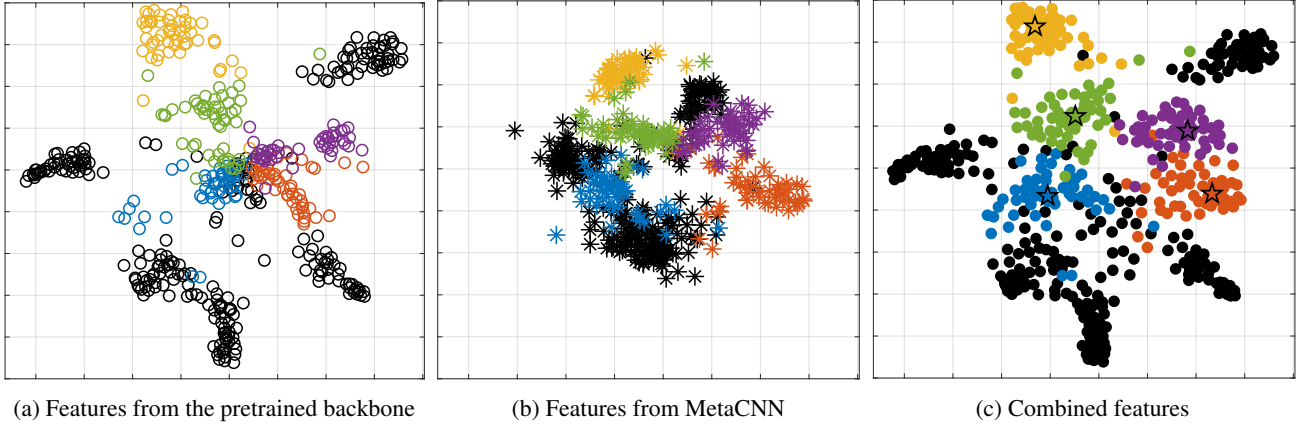 (a) Features from the pretrained backbone
(b) Features from MetaCNN
(c) Combined features